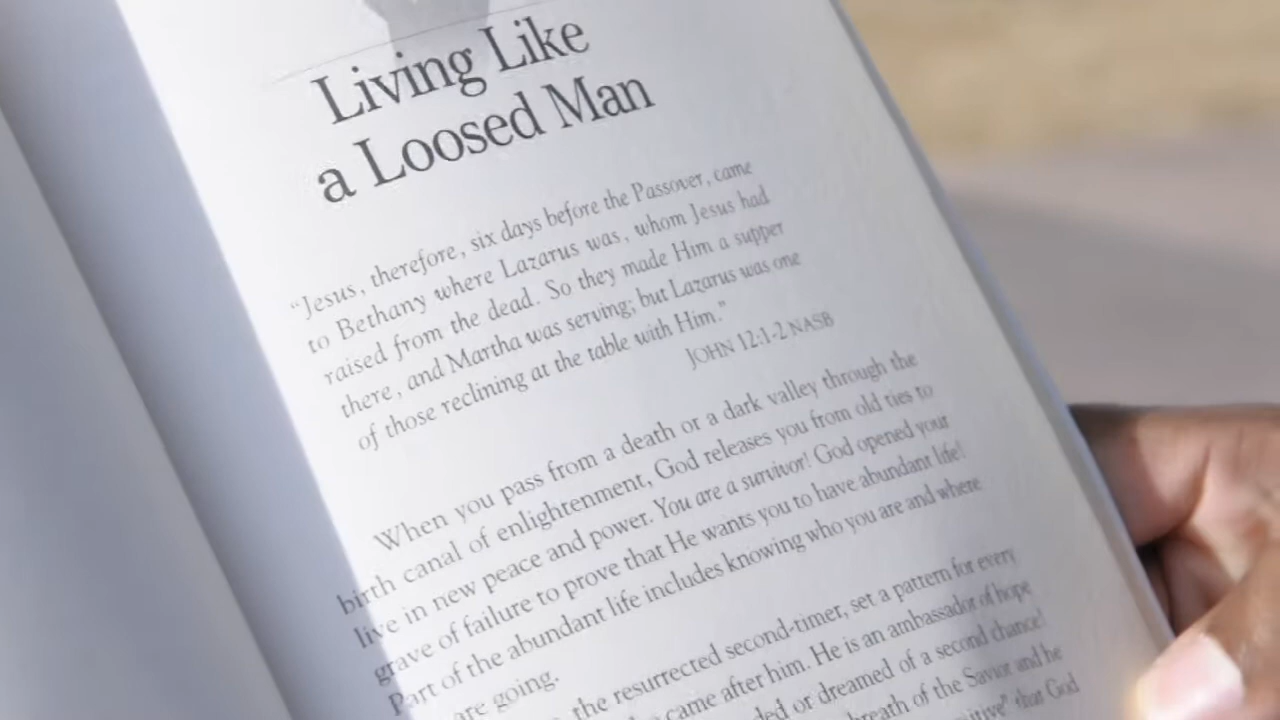 Living Like
a Loosed Man
"Jesus, therefore, six days before the Passover, came
to Bethany where Lazarus was, whom Jesus had
raised from the dead. So they made Him a supper
there, and Martha was serving; but Lazarus was one
of those reclining at the table with Him."
JOHN 12:1-2 NASB
When you pass from a death or a dark valley through the
birth canal of enlightenment, God releases you from old ties to
live in new peace and power. You are a survivor! God opened your
grave of failure to prove that He wants you to have abundant life!
Part of the abundant life includes knowing who you are and where
are going.
the resurrected second-timer, set a pattern for every
came after him. He is an ambassador of hope
or dreamed of a second chance!
breath of the Savior and he
that God